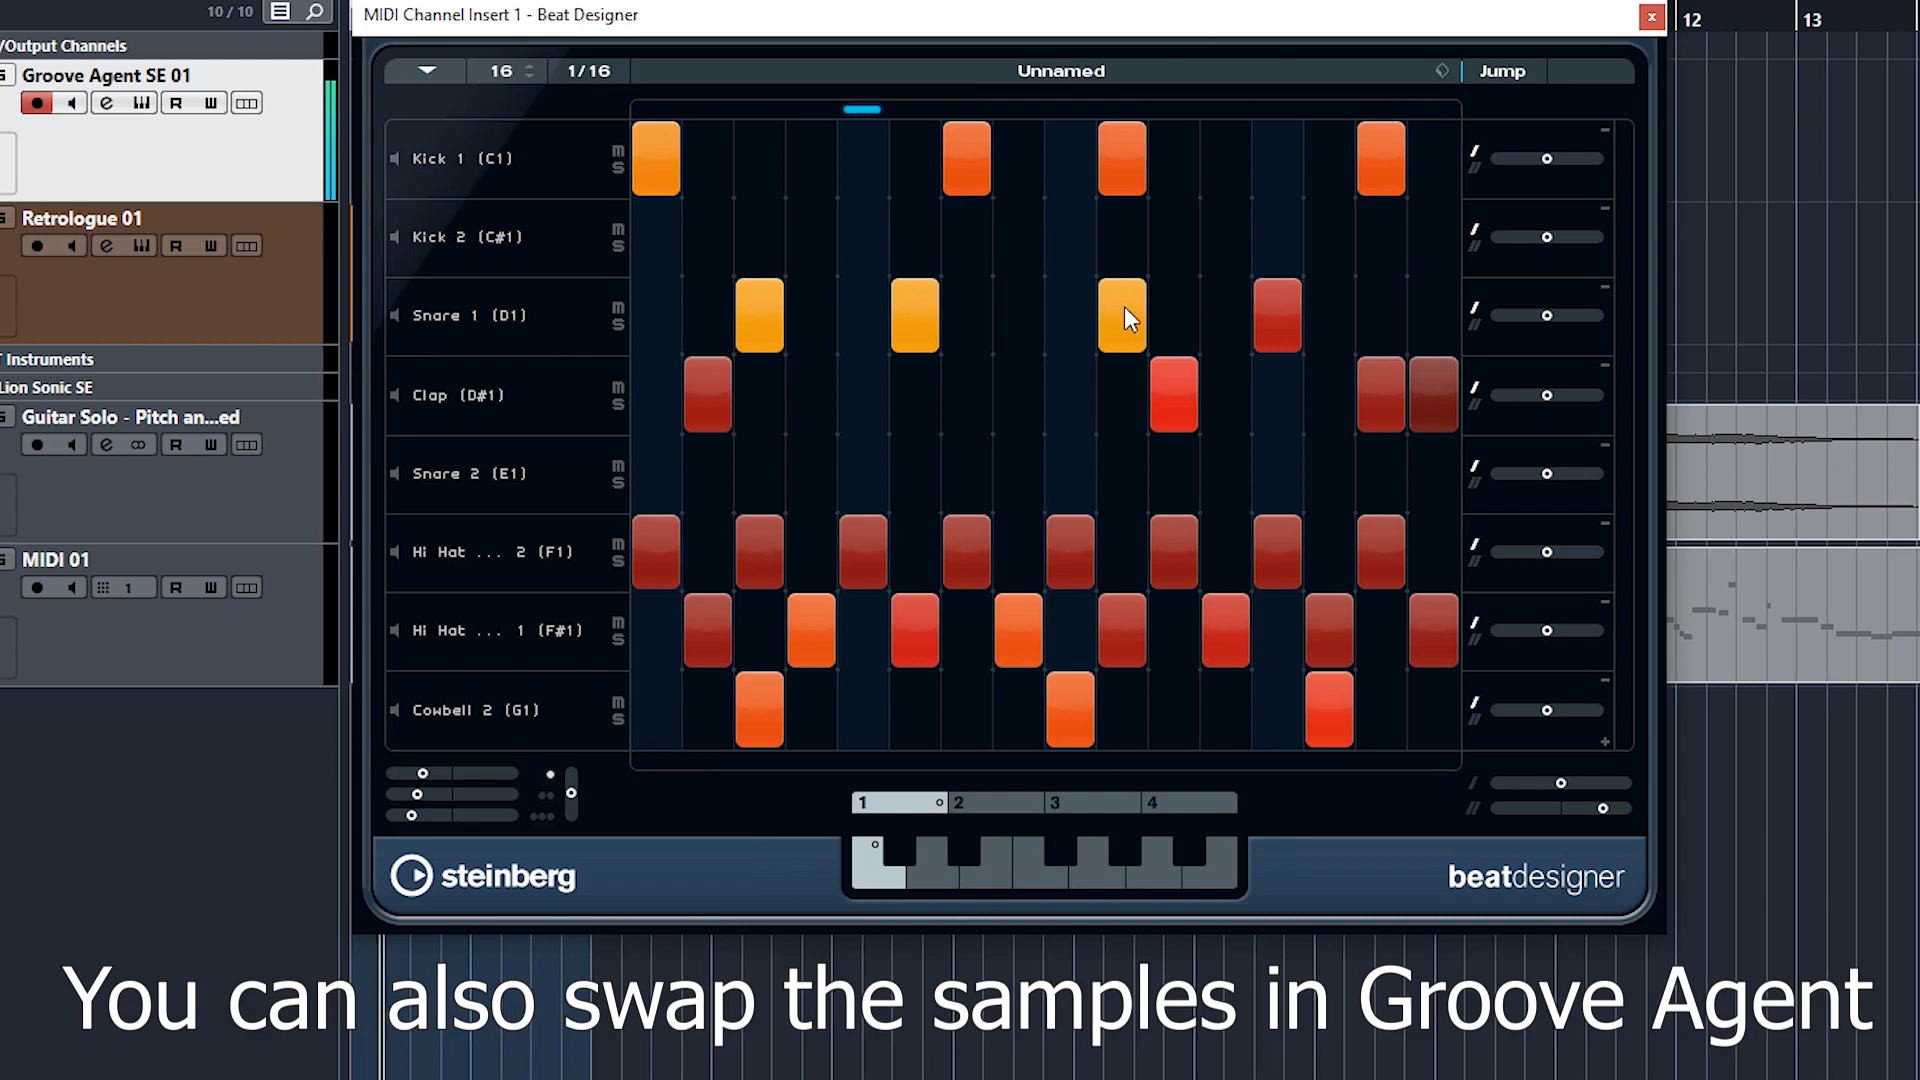 MIDI Channel Insert 1 - Beat Designer
x
10 / 10
12
13
/Output Channels
Groove Agent SE 01
R
Retrologue 01
R
Instruments
Lion Sonic SE
Guitar Solo - Pitch an...ed
R
MIDI 01
1
R
16
1/16
Unnamed
Jump
Kick 1 (C1)
m
S
Kick 2 (C#1)
m
S
Snare 1 (D1)
m
S
Clap (D#1)
m
S
Snare 2 (E1)
m
S
Hi Hat ... 2 (F1)
m
S
Hi Hat ... 1 (F#1)
m
S
Cowbell 2 (G1)
m
S
1
2
3
4
steinberg
beatdesigner
You can also swap the samples in Groove Agent